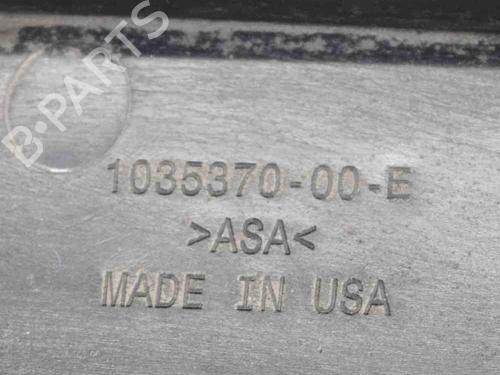 B-PARTS
1035370-00-E
>ASA<
MADE IN USA